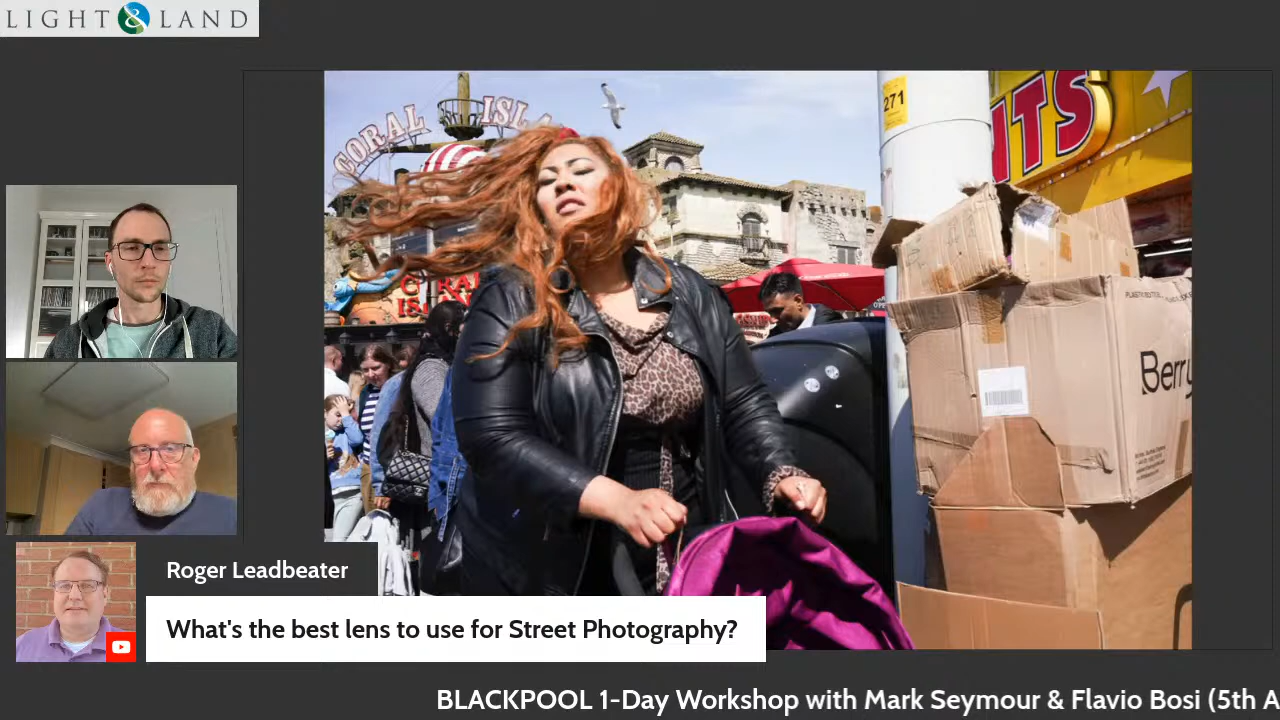 LIGHT & LAND
CORAL ISLA
271
NTS
Berry
Roger Leadbeater
What's the best lens to use for Street Photography?
BLACKPOOL 1-Day Workshop with Mark Seymour & Flavio Bosi (5th A